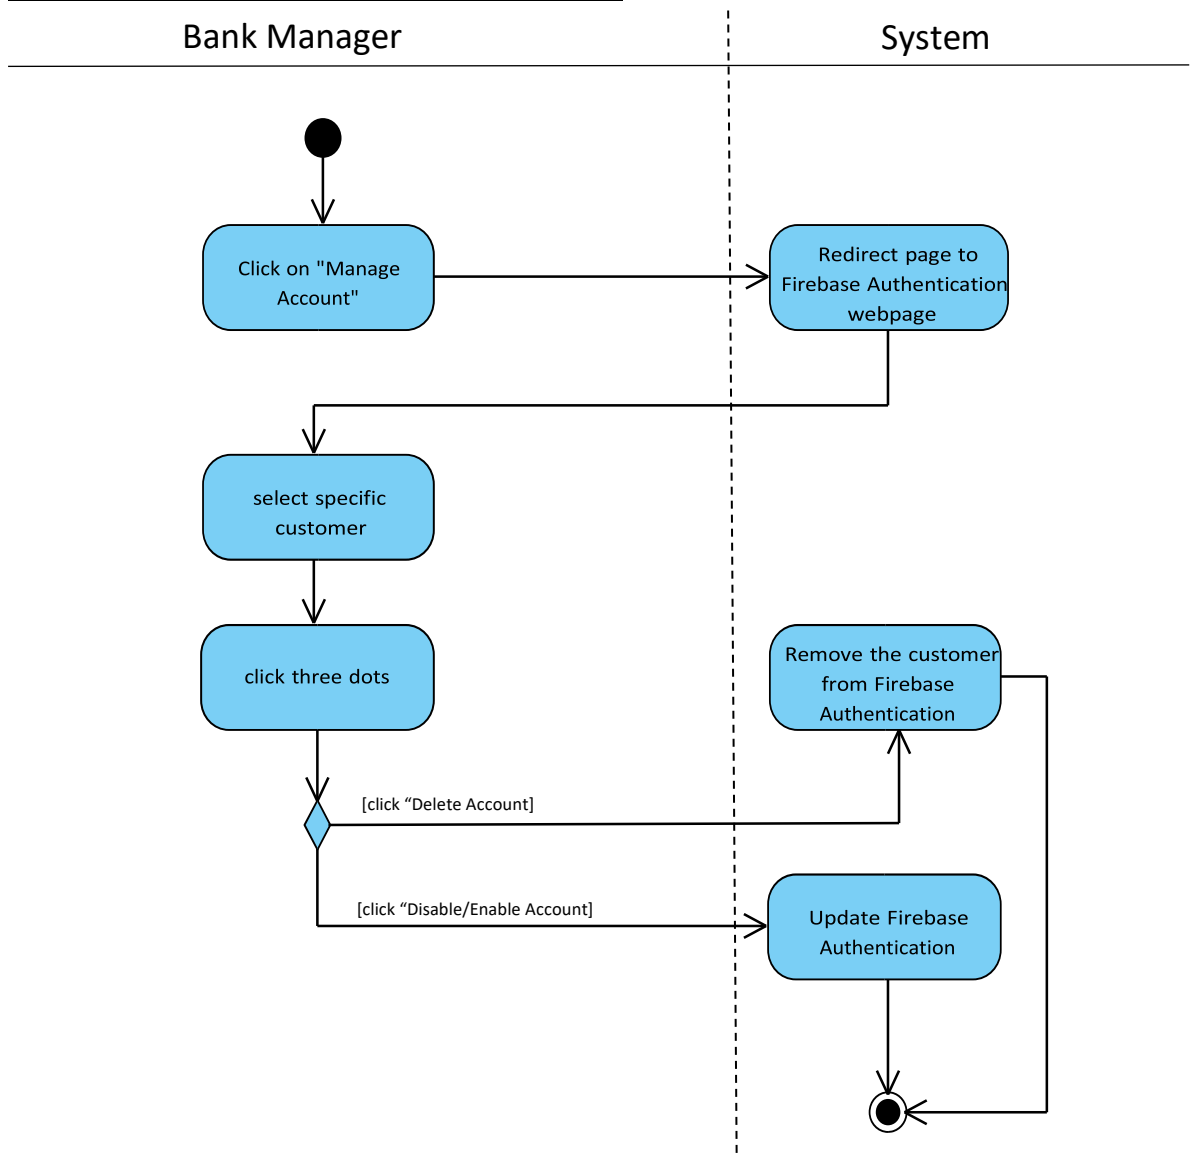 Bank Manager
System
Click on "Manage
Account"
Redirect page to
Firebase Authentication
webpage
select specific
customer
click three dots
Remove the customer
from Firebase
Authentication
[click “Delete Account]
[click “Disable/Enable Account]
Update Firebase
Authentication